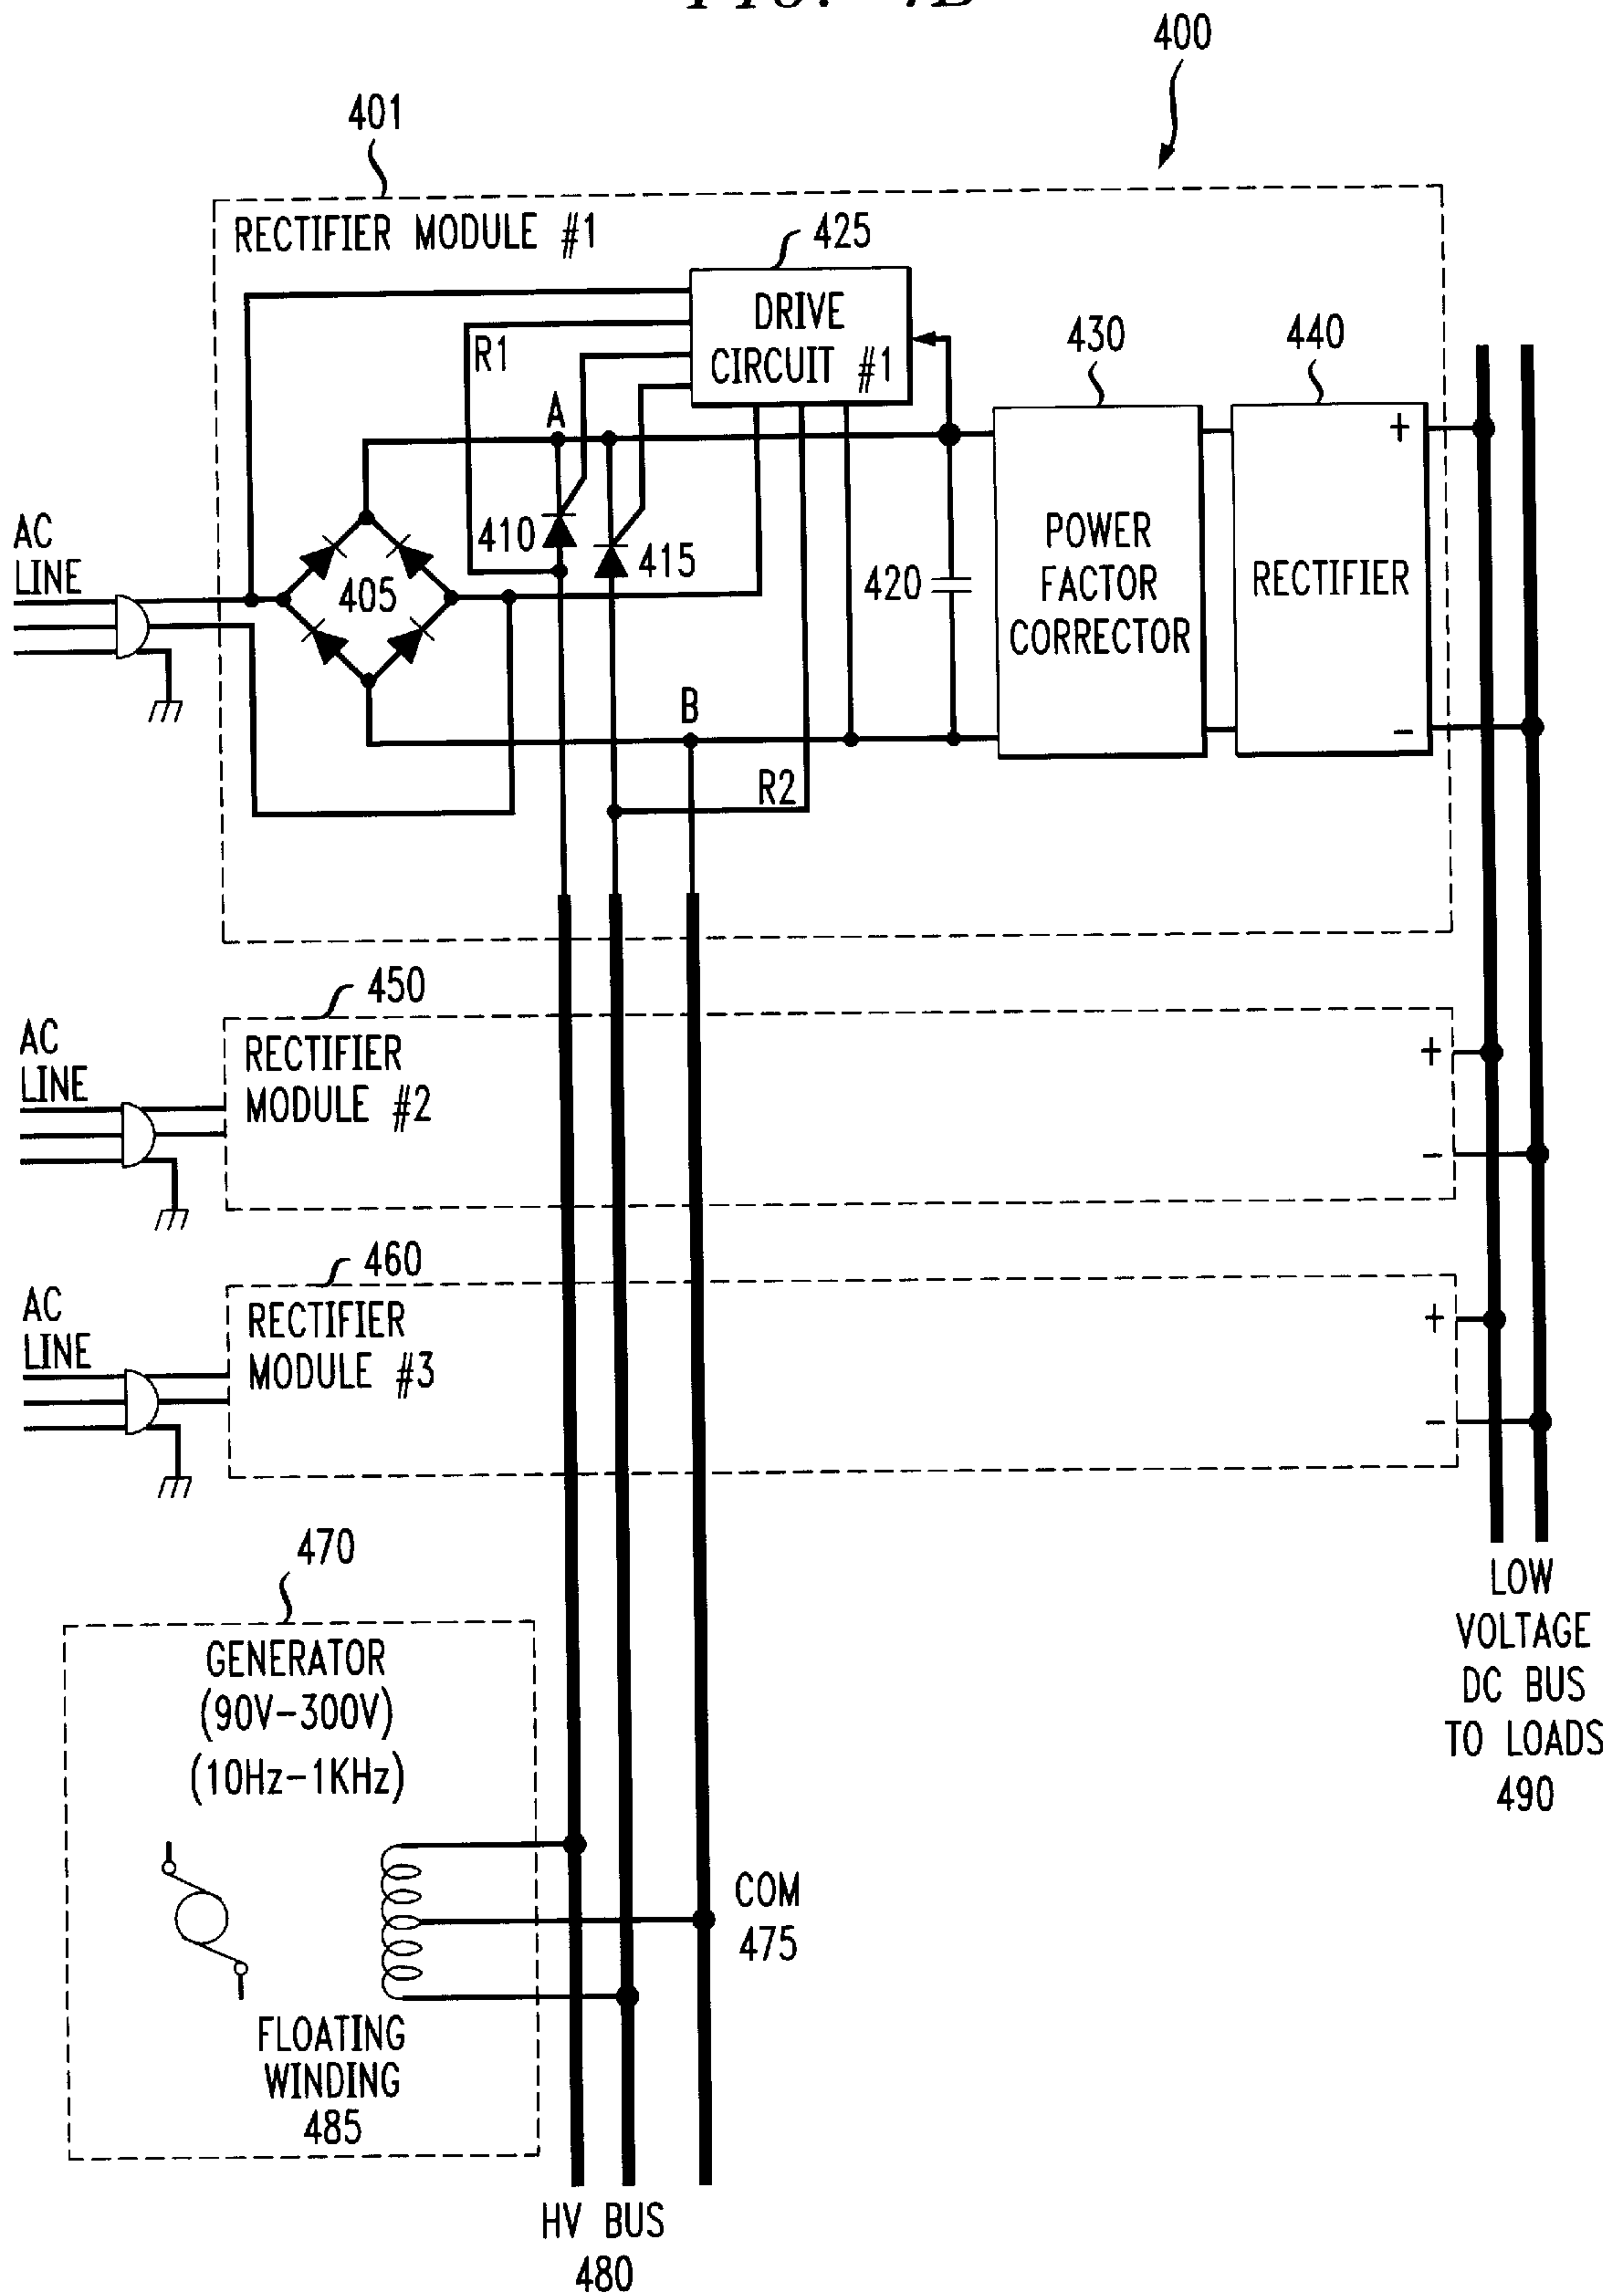 400
401
RECTIFIER MODULE #1
425
DRIVE
CIRCUIT #1
430
440
R1
A
+
AC
LINE
410
415
405
420
POWER
FACTOR
CORRECTOR
RECTIFIER
B
−
R2
450
AC
LINE
RECTIFIER
MODULE #2
+
−
460
AC
LINE
RECTIFIER
MODULE #3
+
−
470
GENERATOR
(90V−300V)
(10Hz−1KHz)
LOW
VOLTAGE
DC BUS
TO LOADS
490
COM
475
FLOATING
WINDING
485
HV BUS
480